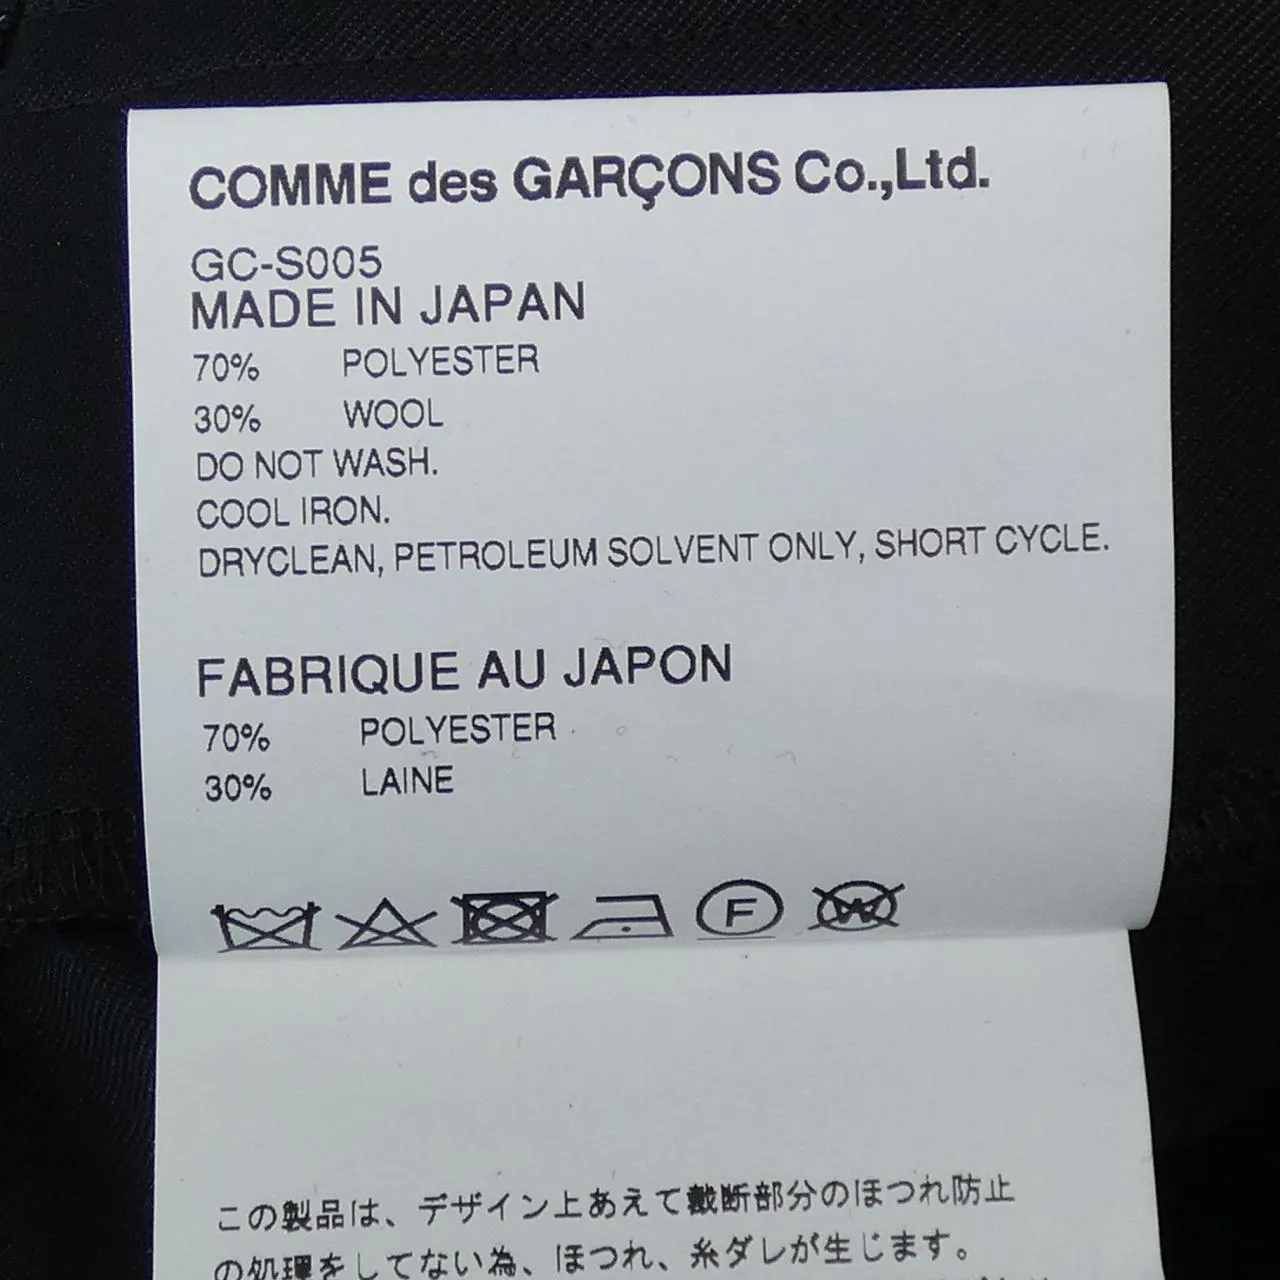 COMME des GARÇONS Co.,Ltd.
GC-S005
MADE IN JAPAN
70% POLYESTER
30% WOOL
DO NOT WASH.
COOL IRON.
DRYCLEAN, PETROLEUM SOLVENT ONLY, SHORT CYCLE.
FABRIQUE AU JAPON
70% POLYESTER
30% LAINE
F
W
この製品は、デザイン上あえて裁断部分のほつれ防止
の処理をしてない為、ほつれ、糸ダレが生じます。